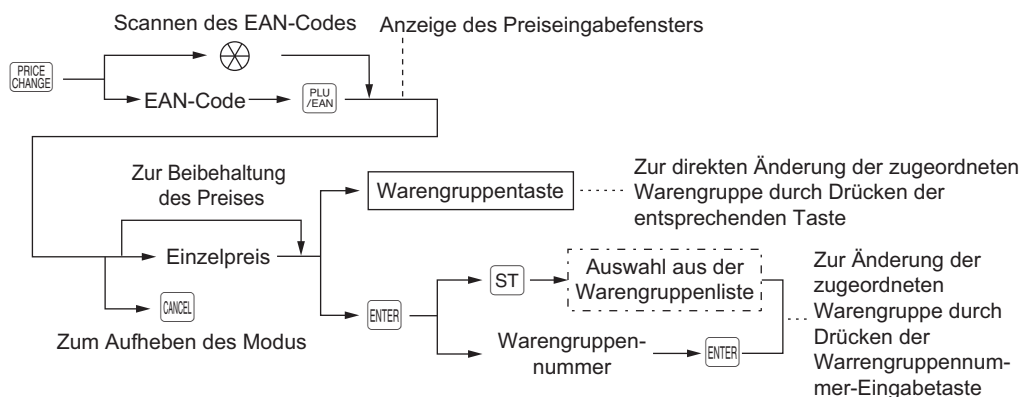 Scannen des EAN-Codes
Anzeige des Preiseingabefensters
PRICE
CHANGE
EAN-Code
PLU
/EAN
Zur Beibehaltung
des Preises
Warengruppentaste
Zur direkten Änderung der zugeordneten
Warengruppe durch Drücken der
entsprechenden Taste
Einzelpreis
CANCEL
Zum Aufheben des Modus
ENTER
ST
Auswahl aus der
Warengruppenliste
Warengruppen-
nummer
ENTER
Zur Änderung der
zugeordneten
Warengruppe durch
Drücken der
Warrengruppennum-
mer-Eingabetaste